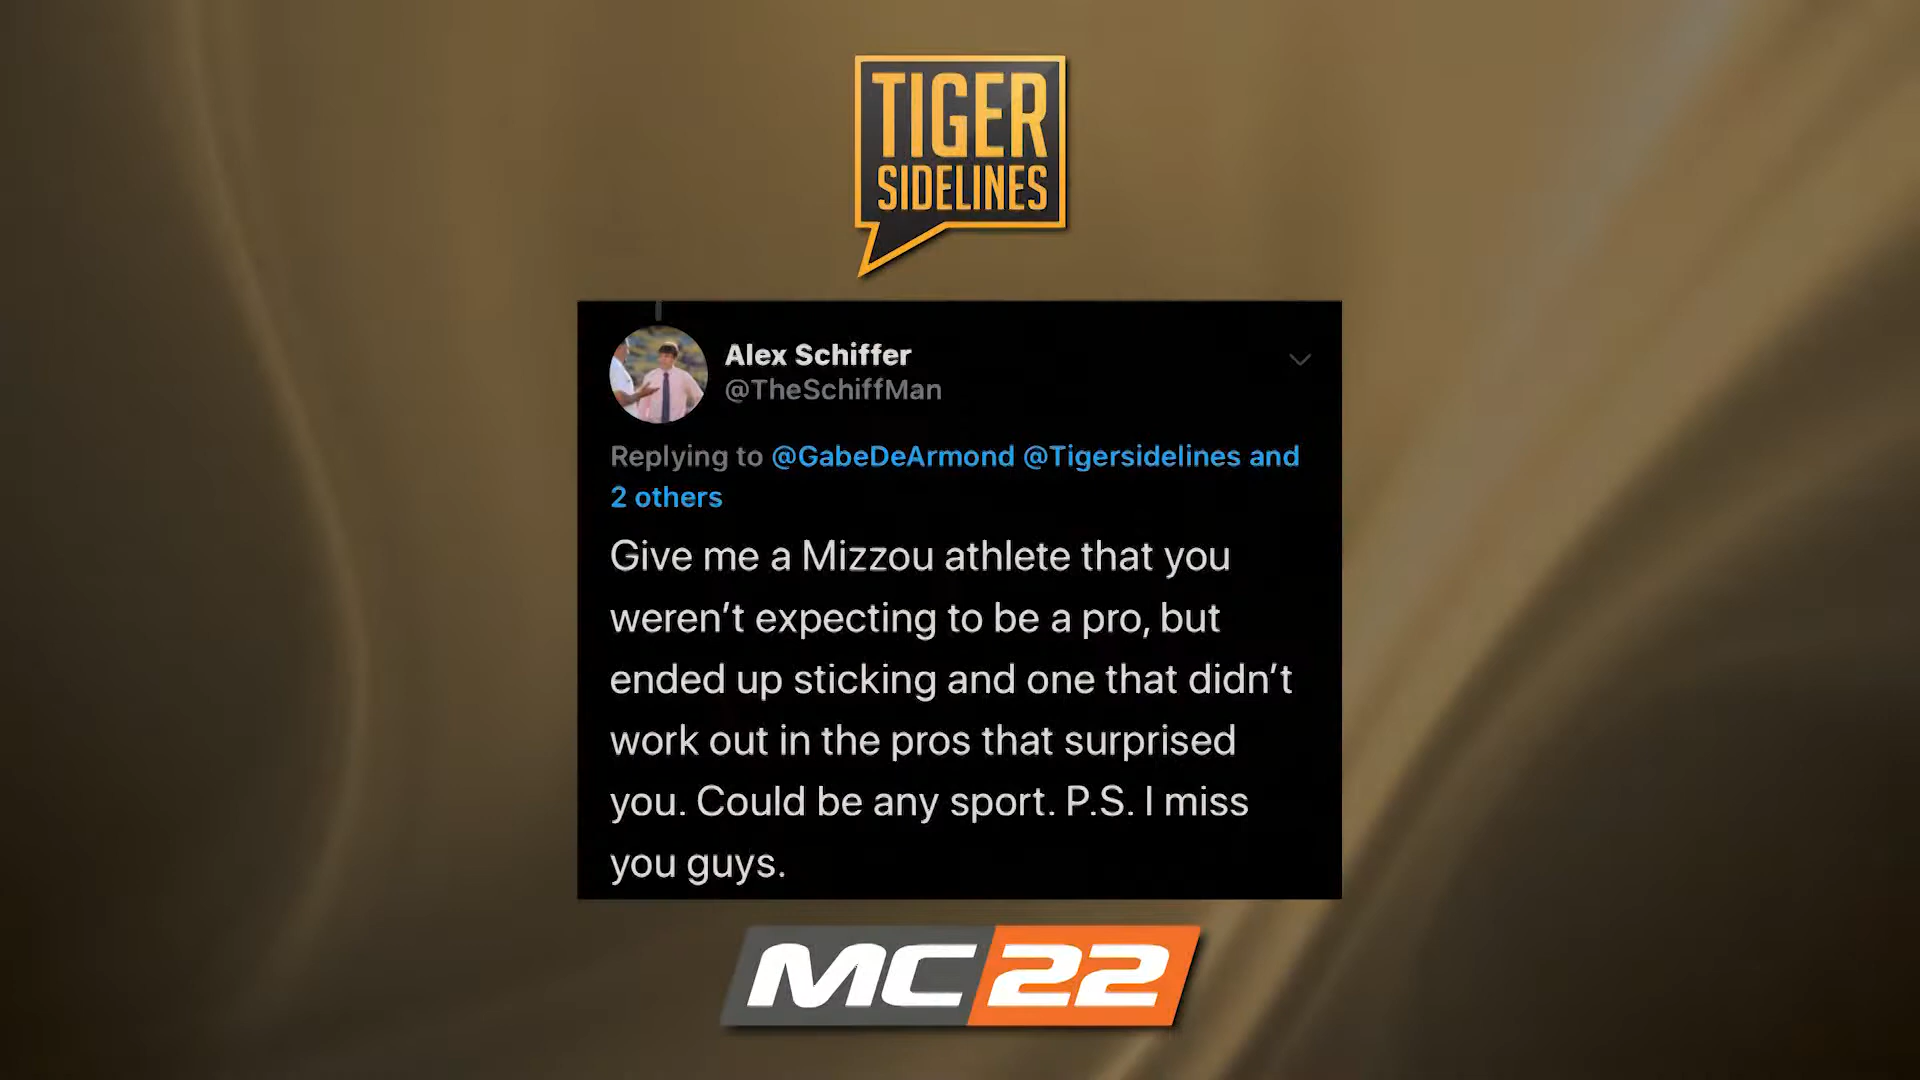 TIGER
SIDELINES
Alex Schiffer
@TheSchiffMan
Replying to @GabeDeArmond @Tigersidelines and
2 others
Give me a Mizzou athlete that you
weren’t expecting to be a pro, but
ended up sticking and one that didn’t
work out in the pros that surprised
you. Could be any sport. P.S. I miss
you guys.
MC22